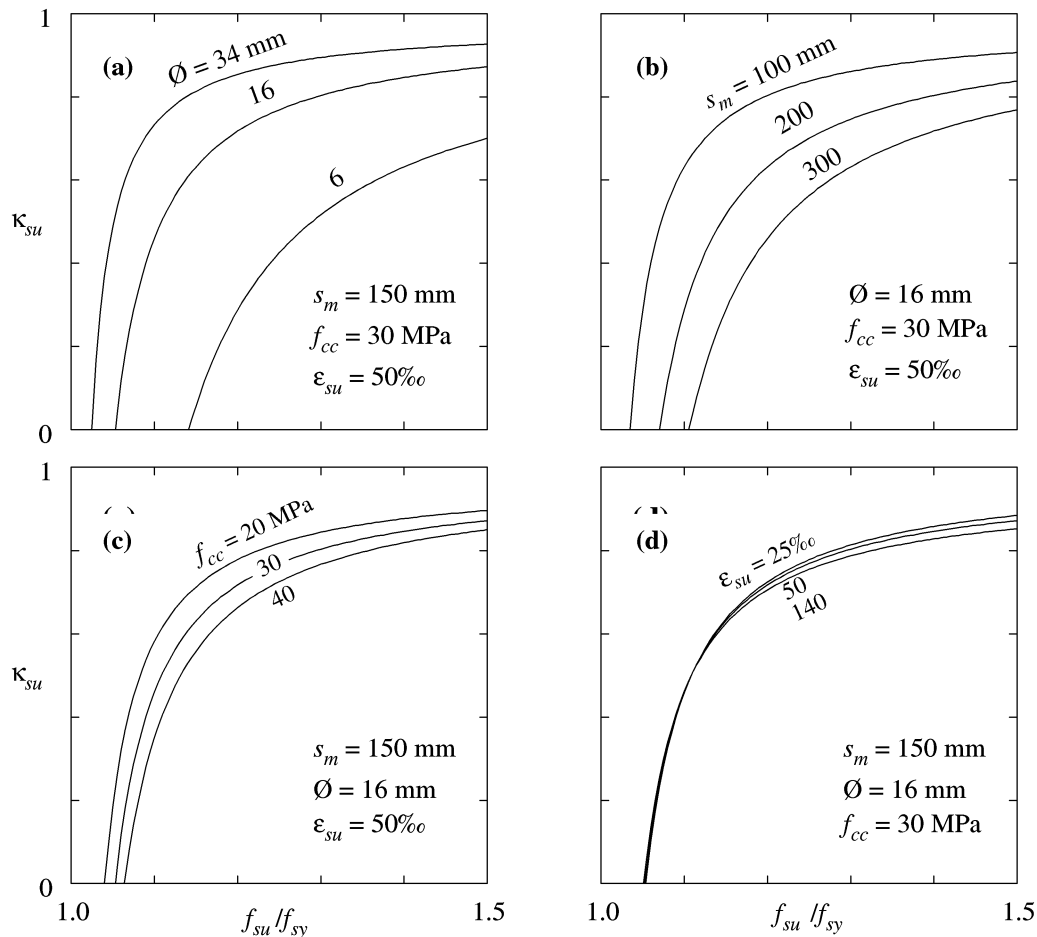 1
(a)
Ø = 34 mm
16
6
κsu
sm = 150 mm
fcc = 30 MPa
εsu = 50‰
0
(b)
sm = 100 mm
200
300
Ø = 16 mm
fcc = 30 MPa
εsu = 50‰
1
(c)
fcc = 20 MPa
30
40
κsu
sm = 150 mm
Ø = 16 mm
εsu = 50‰
0
1.0
fsu /fsy
1.5
(d)
εsu = 25‰
50
140
sm = 150 mm
Ø = 16 mm
fcc = 30 MPa
1.0
fsu /fsy
1.5